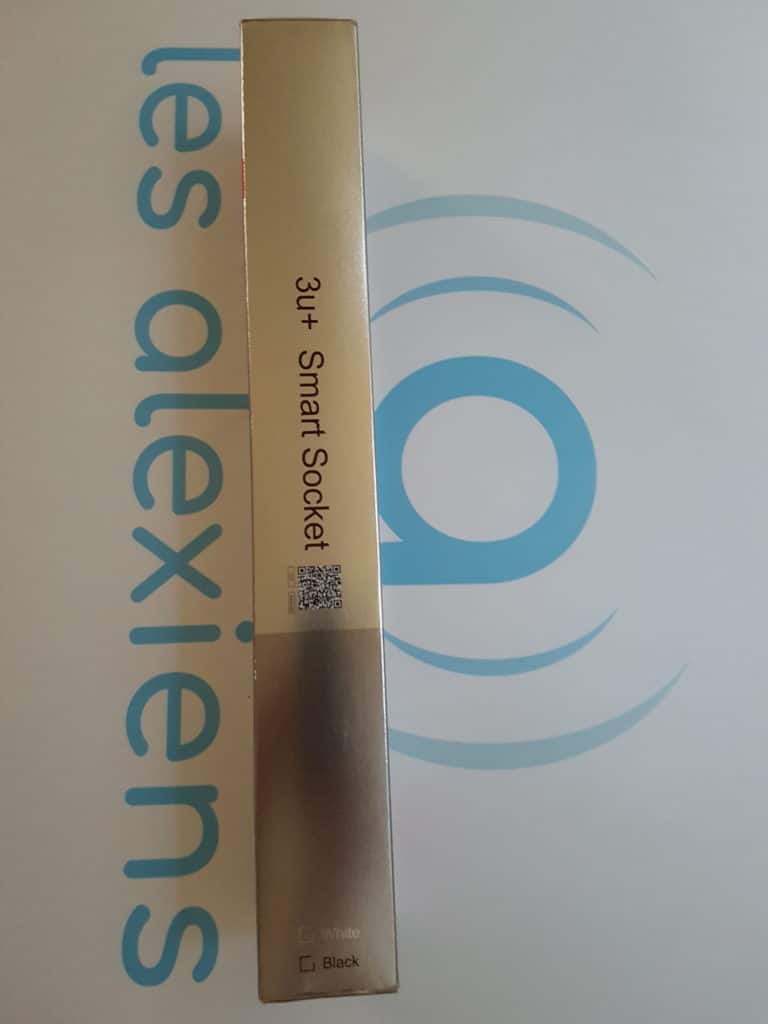 les alexiens
a
3u+ Smart Socket
White
Black